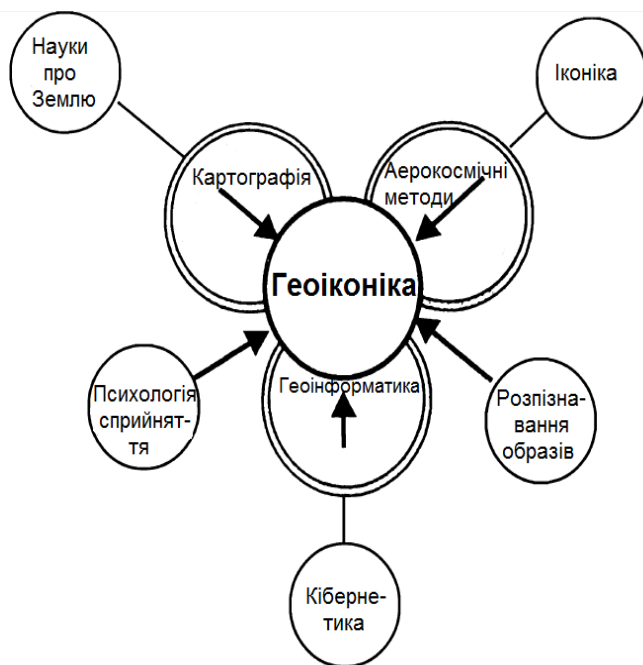 Науки
про
Землю
Іконіка
Картографія
Аерокосмічні
методи
Геоіконіка
Психологія
сприйнят-
тя
Геоінформатика
Розпізна-
вання
образів
Кіберне-
тика